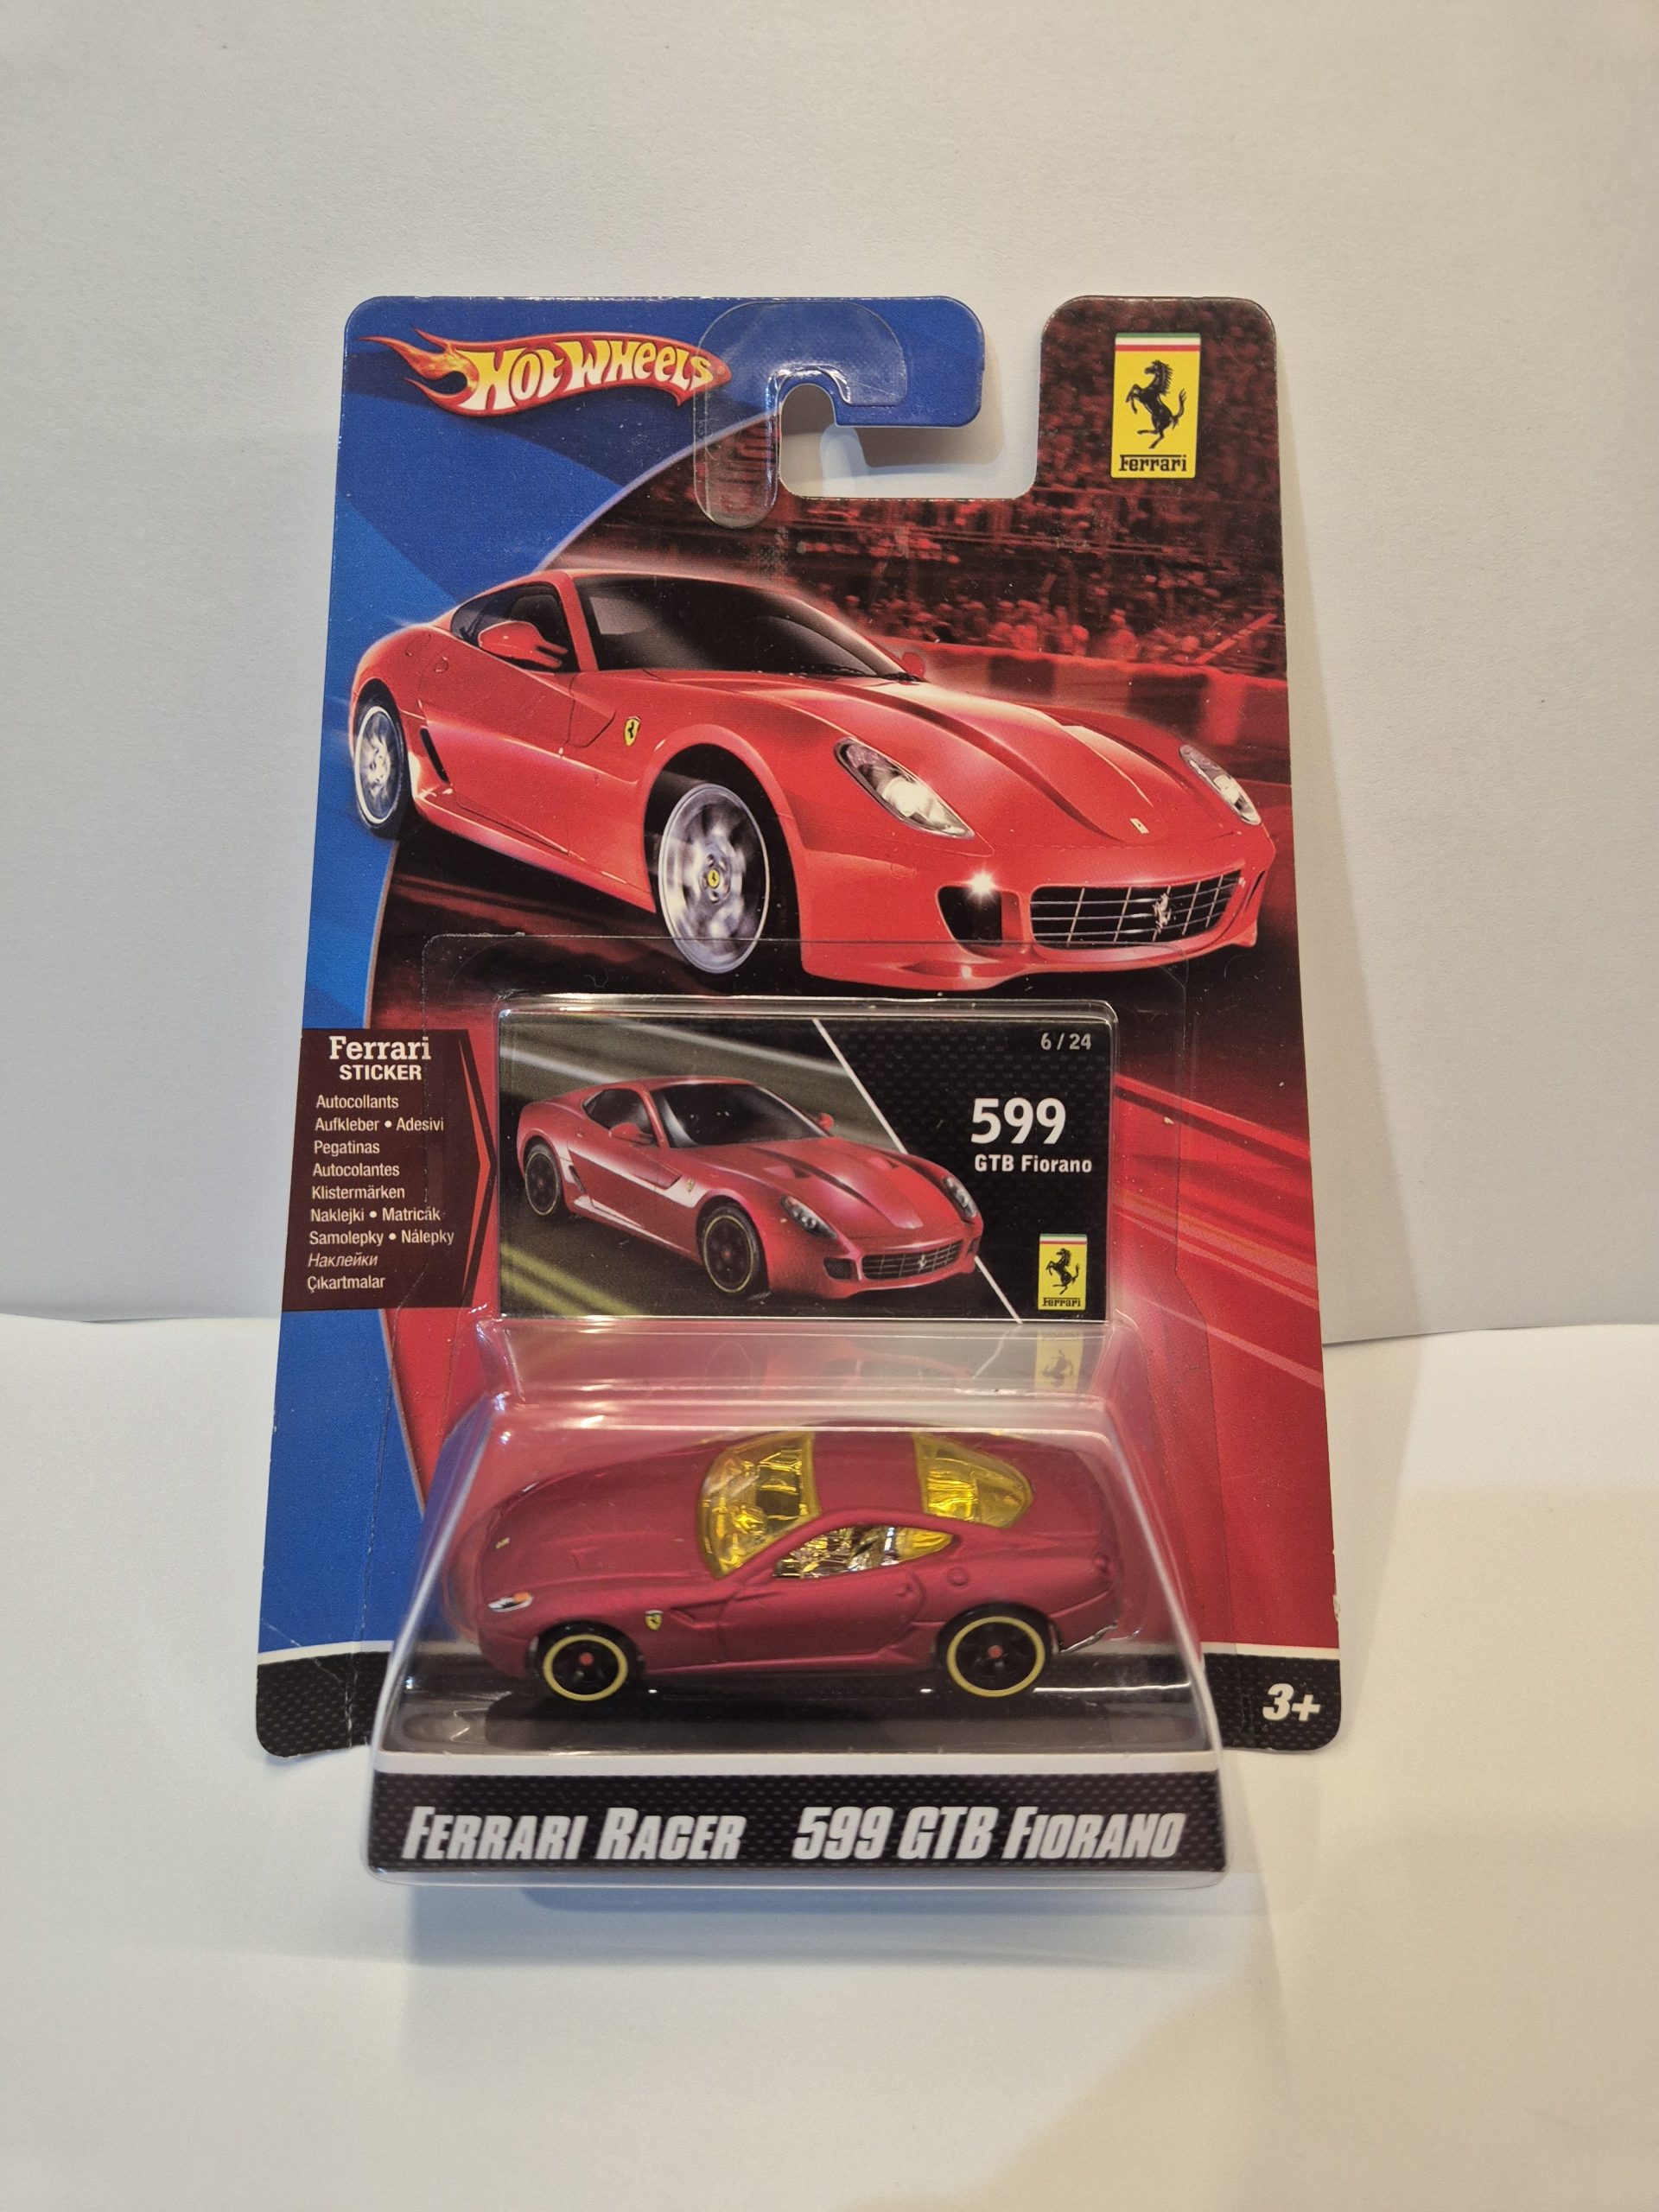 HOT WHEELS
Ferrari
Ferrari
STICKER
Autocollants
Aufkleber • Adesivi
Pegatinas
Autocolantes
Klistermärken
Naklejki • Matricák
Samolepky • Nálepky
Наклейки
Çıkartmalar
6 / 24
599
GTB Fiorano
Ferrari
3+
FERRARI RACER 599 GTB FIORANO